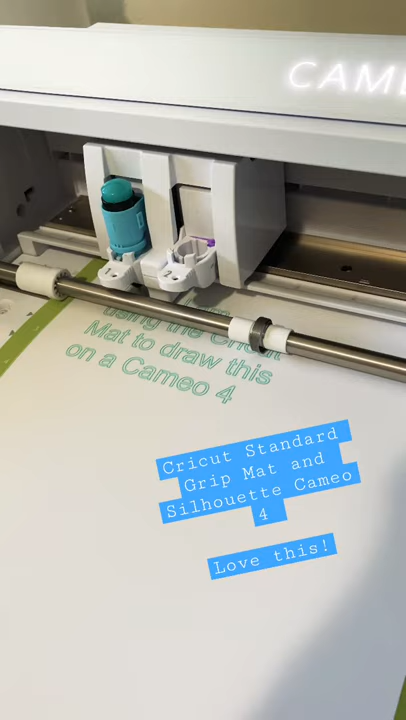 CAME
using the Cricut
Mat to draw this
on a Cameo 4
Cricut Standard
Grip Mat and
Silhouette Cameo
4
Love this!